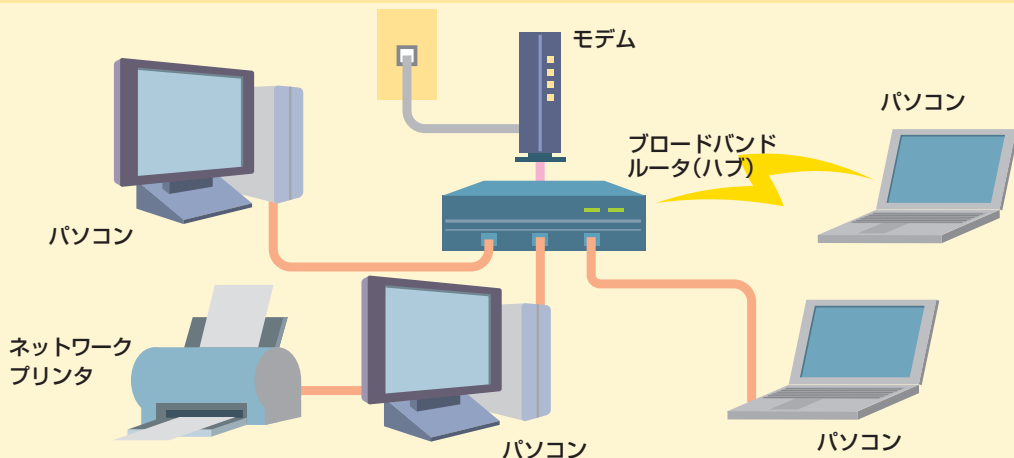 モデム
パソコン
ブロードバンド
ルータ(ハブ)
パソコン
ネットワーク
プリンタ
パソコン
パソコン